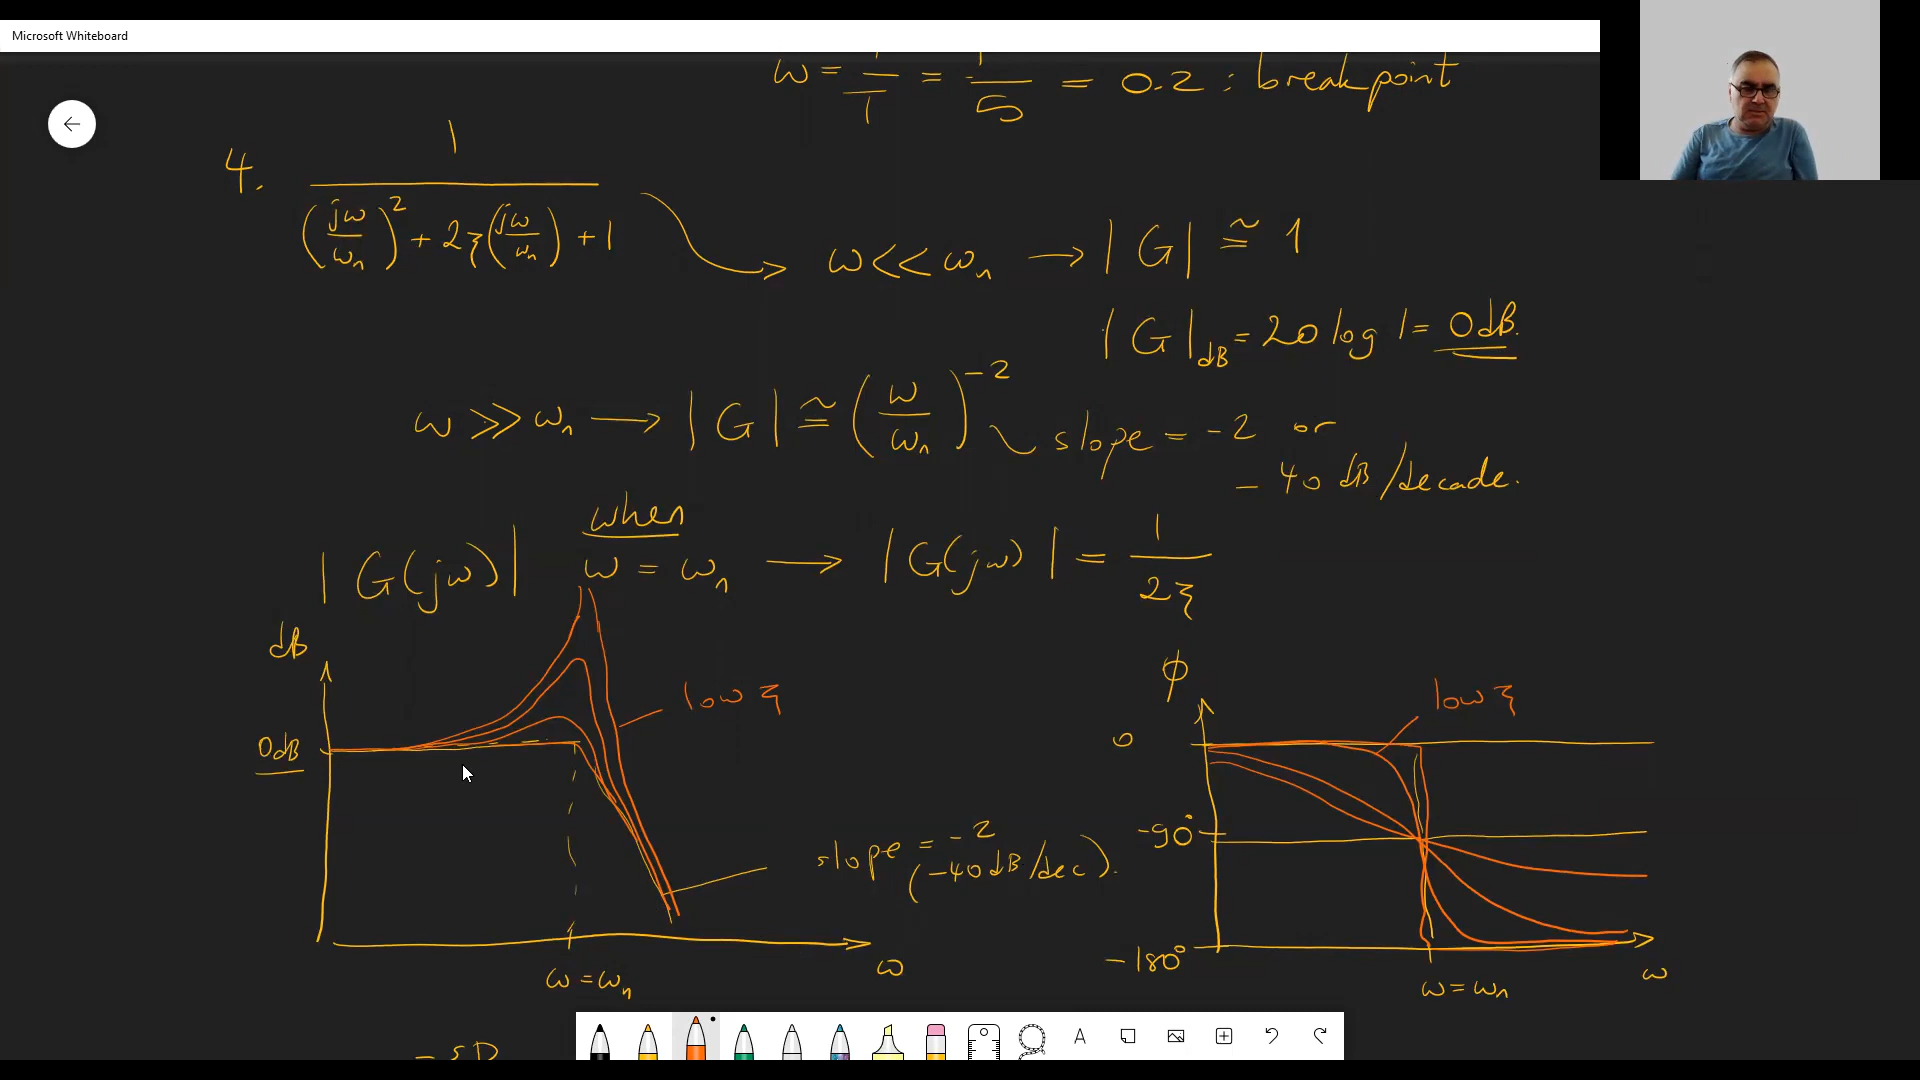 Microsoft Whiteboard
ω = 1/T = 1/5 = 0.2 : breakpoint
4. 1 / ((jω/ωn)² + 2ξ(jω/ωn) + 1)
ω << ωn → |G| ≅ 1
|G|dB = 20 log 1 = 0dB.
ω >> ωn → |G| ≅ (ω/ωn)⁻² slope = -2 or
- 40 dB/decade.
when
|G(jω)| ω = ωn → |G(jω)| = 1/2ξ
dB
ϕ
low ξ
low ξ
0dB
0
-90°
slope = -2
(-40dB/dec).
-180°
ω
ω
ω = ωn
ω = ωn
A